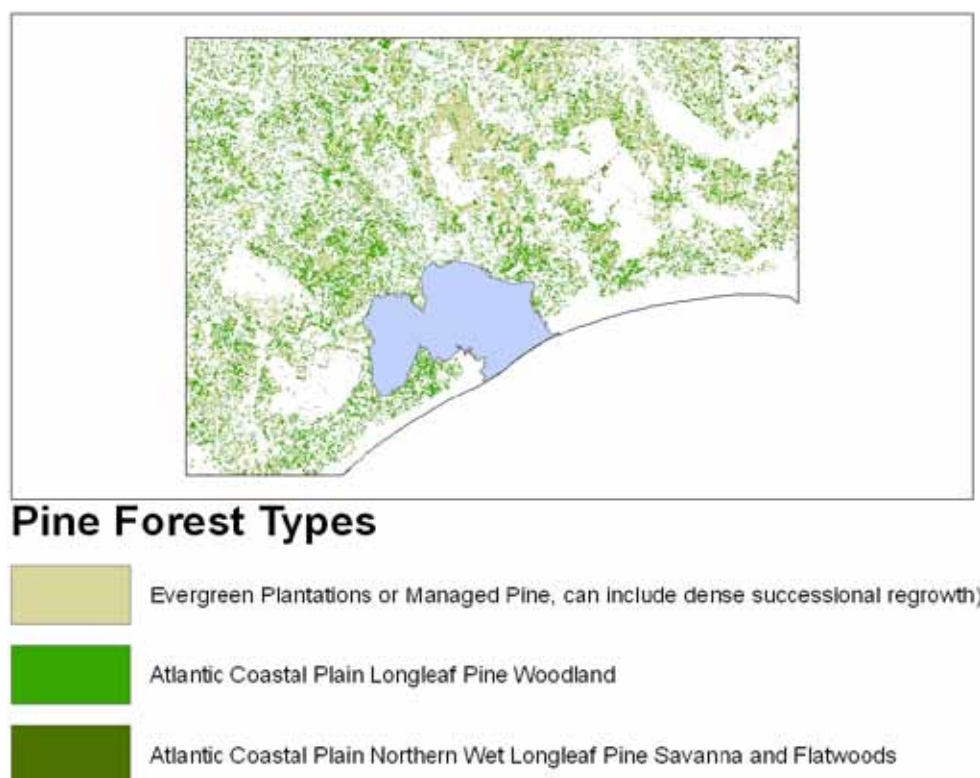 Pine Forest Types
Evergreen Plantations or Managed Pine, can include dense successional regrowth)
Atlantic Coastal Plain Longleaf Pine Woodland
Atlantic Coastal Plain Northern Wet Longleaf Pine Savanna and Flatwoods